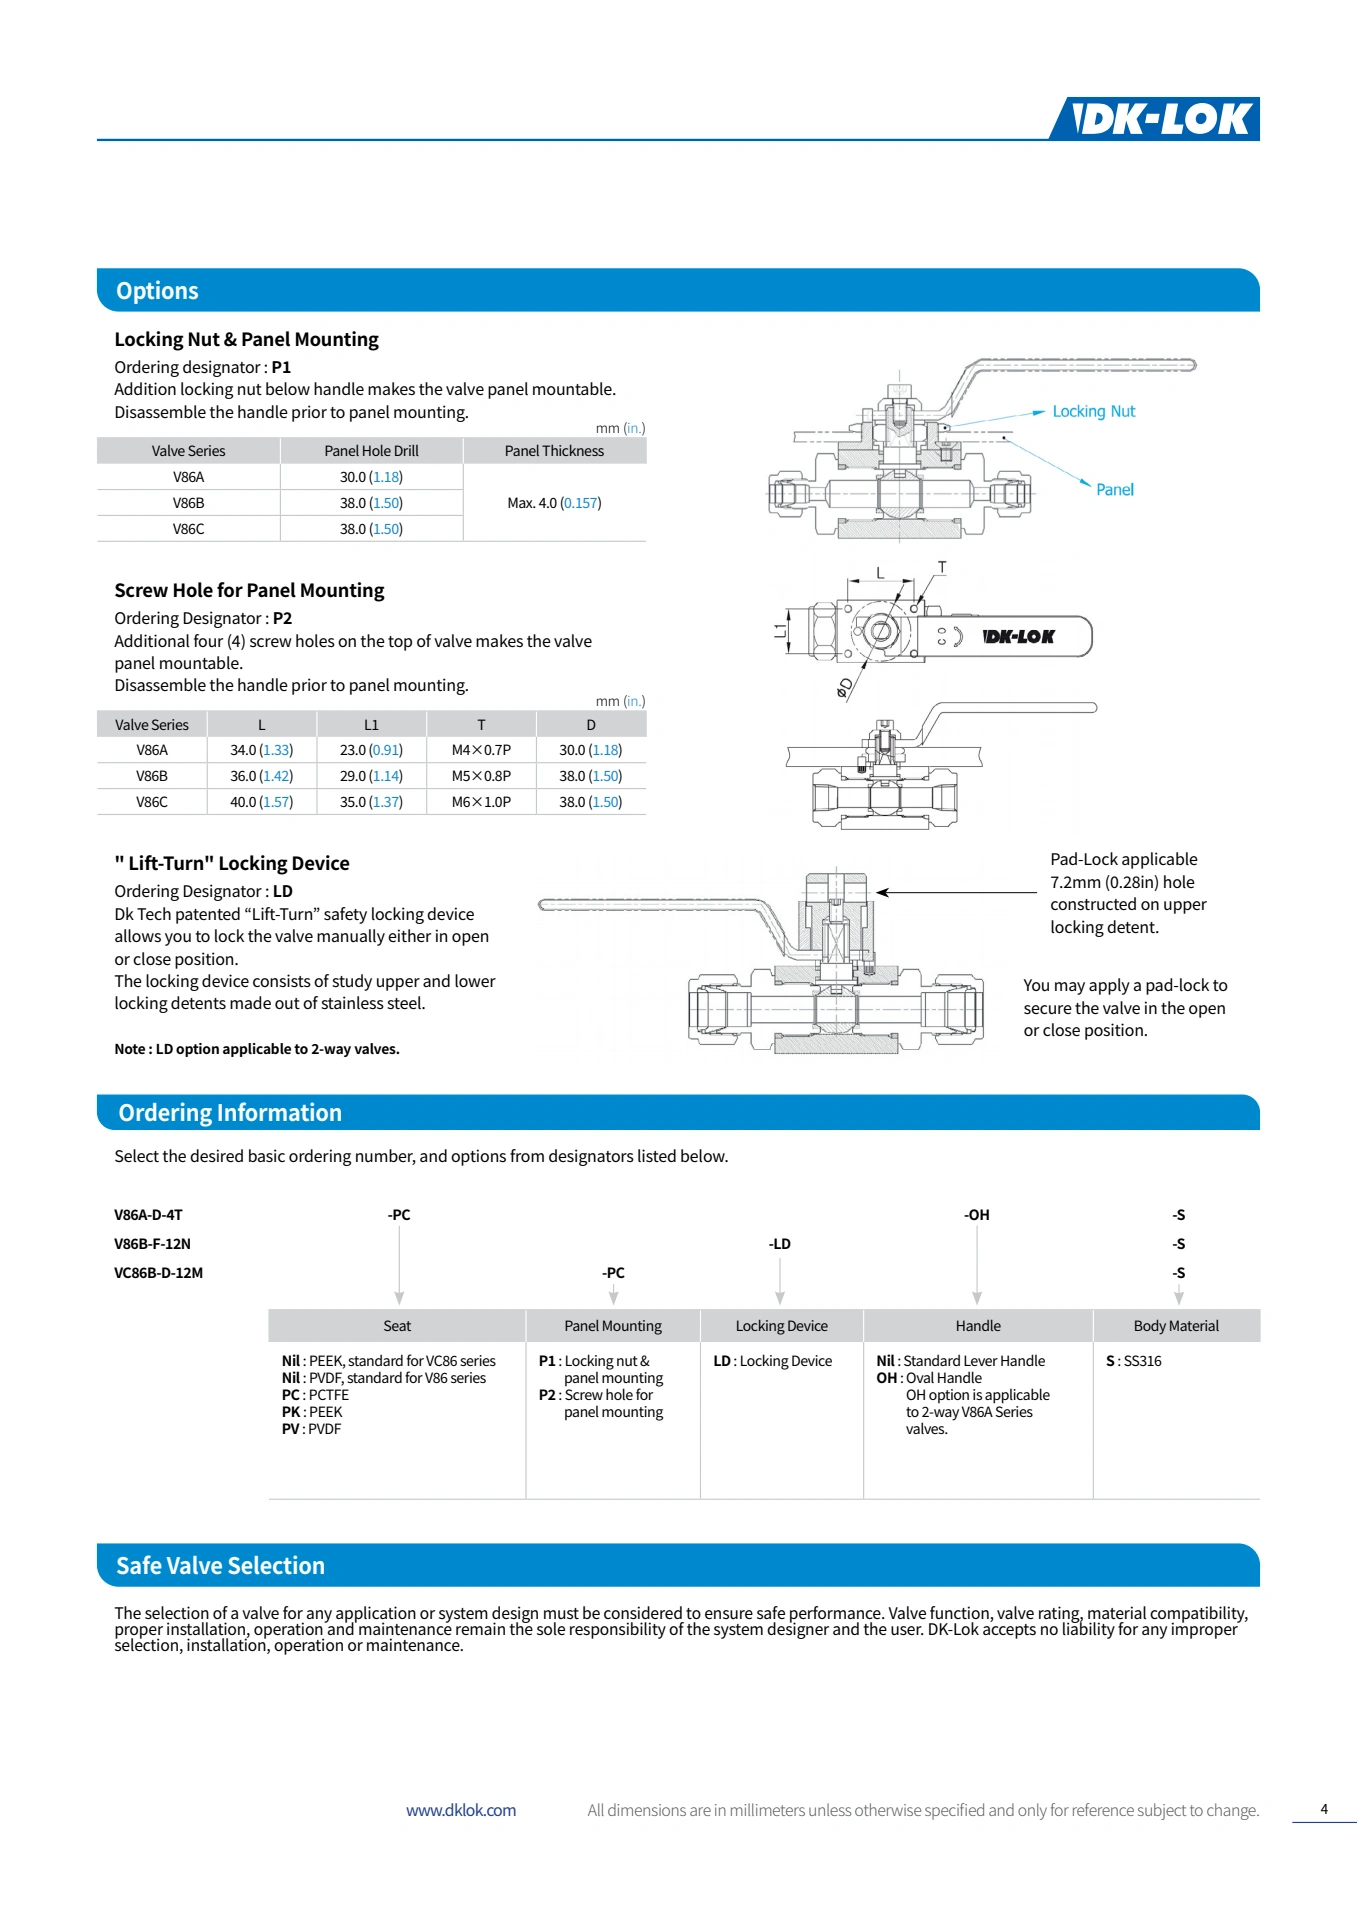 DK-LOK
Options
Locking Nut & Panel Mounting
Ordering designator : P1
Addition locking nut below handle makes the valve panel mountable.
Disassemble the handle prior to panel mounting.
mm (in.)
Valve Series Panel Hole Drill Panel Thickness
V86A 30.0 (1.18)
V86B 38.0 (1.50) Max. 4.0 (0.157)
V86C 38.0 (1.50)
Locking Nut
Panel
Screw Hole for Panel Mounting
Ordering Designator : P2
Additional four (4) screw holes on the top of valve makes the valve
panel mountable.
Disassemble the handle prior to panel mounting.
mm (in.)
Valve Series L L1 T D
V86A 34.0 (1.33) 23.0 (0.91) M4×0.7P 30.0 (1.18)
V86B 36.0 (1.42) 29.0 (1.14) M5×0.8P 38.0 (1.50)
V86C 40.0 (1.57) 35.0 (1.37) M6×1.0P 38.0 (1.50)
L
T
L1
C O
DK-LOK
øD
" Lift-Turn" Locking Device
Ordering Designator : LD
Dk Tech patented “Lift-Turn” safety locking device
allows you to lock the valve manually either in open
or close position.
The locking device consists of study upper and lower
locking detents made out of stainless steel.
Note : LD option applicable to 2-way valves.
Pad-Lock applicable
7.2mm (0.28in) hole
constructed on upper
locking detent.
You may apply a pad-lock to
secure the valve in the open
or close position.
Ordering Information
Select the desired basic ordering number, and options from designators listed below.
V86A-D-4T -PC -OH -S
V86B-F-12N -LD -S
VC86B-D-12M -PC -S
Seat Panel Mounting Locking Device Handle Body Material
Nil : PEEK, standard for VC86 series P1 : Locking nut & LD : Locking Device Nil : Standard Lever Handle S : SS316
Nil : PVDF, standard for V86 series panel mounting OH : Oval Handle
PC : PCTFE P2 : Screw hole for OH option is applicable
PK : PEEK panel mounting to 2-way V86A Series
PV : PVDF valves.
Safe Valve Selection
The selection of a valve for any application or system design must be considered to ensure safe performance. Valve function, valve rating, material compatibility,
proper installation, operation and maintenance remain the sole responsibility of the system designer and the user. DK-Lok accepts no liability for any improper
selection, installation, operation or maintenance.
www.dklok.com All dimensions are in millimeters unless otherwise specified and only for reference subject to change. 4